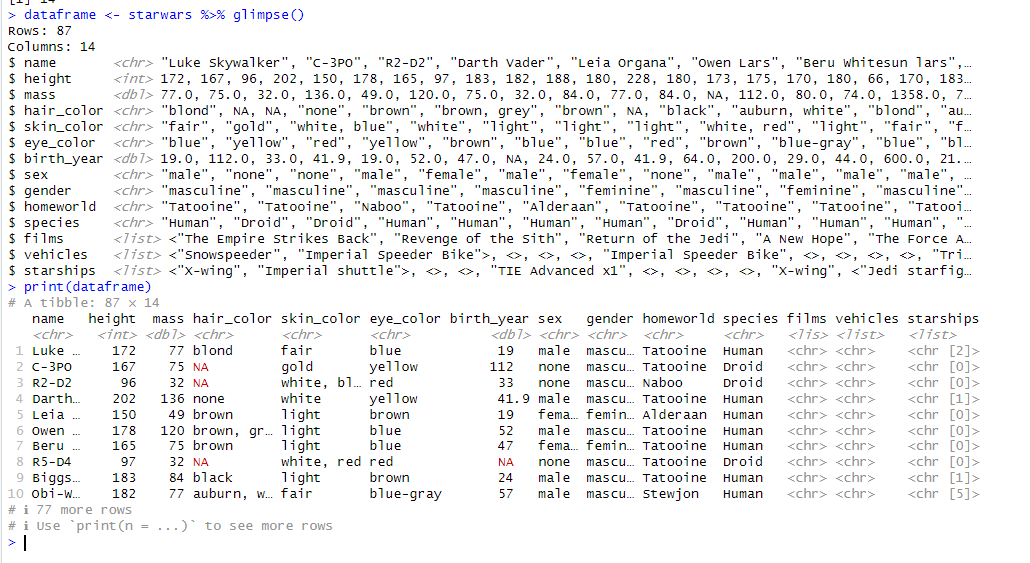 > dataframe <- starwars %>% glimpse()
Rows: 87
Columns: 14
$ name       <chr> "Luke Skywalker", "C-3PO", "R2-D2", "Darth Vader", "Leia Organa", "Owen Lars", "Beru Whitesun lars",…
$ height     <int> 172, 167, 96, 202, 150, 178, 165, 97, 183, 182, 188, 180, 228, 180, 173, 175, 170, 180, 66, 170, 183…
$ mass       <dbl> 77.0, 75.0, 32.0, 136.0, 49.0, 120.0, 75.0, 32.0, 84.0, 77.0, 84.0, NA, 112.0, 80.0, 74.0, 1358.0, 7…
$ hair_color <chr> "blond", NA, NA, "none", "brown", "brown, grey", "brown", NA, "black", "auburn, white", "blond", "au…
$ skin_color <chr> "fair", "gold", "white, blue", "white", "light", "light", "light", "white, red", "light", "fair", "f…
$ eye_color  <chr> "blue", "yellow", "red", "yellow", "brown", "blue", "blue", "red", "brown", "blue-gray", "blue", "bl…
$ birth_year <dbl> 19.0, 112.0, 33.0, 41.9, 19.0, 52.0, 47.0, NA, 24.0, 57.0, 41.9, 64.0, 200.0, 29.0, 44.0, 600.0, 21.…
$ sex        <chr> "male", "none", "none", "male", "female", "male", "female", "none", "male", "male", "male", "male", …
$ gender     <chr> "masculine", "masculine", "masculine", "masculine", "feminine", "masculine", "feminine", "masculine"…
$ homeworld  <chr> "Tatooine", "Tatooine", "Naboo", "Tatooine", "Alderaan", "Tatooine", "Tatooine", "Tatooine", "Tatooi…
$ species    <chr> "Human", "Droid", "Droid", "Human", "Human", "Human", "Human", "Droid", "Human", "Human", "Human", "…
$ films      <list> <"The Empire Strikes Back", "Revenge of the Sith", "Return of the Jedi", "A New Hope", "The Force A…
$ vehicles   <list> <"Snowspeeder", "Imperial Speeder Bike">, <>, <>, <>, "Imperial Speeder Bike", <>, <>, <>, <>, "Tri…
$ starships  <list> <"X-wing", "Imperial shuttle">, <>, <>, "TIE Advanced x1", <>, <>, <>, <>, "X-wing", <"Jedi starfig…
> print(dataframe)
# A tibble: 87 × 14
name height mass hair_color skin_color eye_color birth_year sex gender homeworld species films vehicles starships
<chr> <int> <dbl> <chr> <chr> <chr> <dbl> <chr> <chr> <chr> <chr> <lis> <list> <list>
1 Luke … 172 77 blond fair blue 19 male mascu… Tatooine Human <chr> <chr> <chr [2]>
2 C-3PO 167 75 NA gold yellow 112 none mascu… Tatooine Droid <chr> <chr> <chr [0]>
3 R2-D2 96 32 NA white, bl… red 33 none mascu… Naboo Droid <chr> <chr> <chr [0]>
4 Darth… 202 136 none white yellow 41.9 male mascu… Tatooine Human <chr> <chr> <chr [1]>
5 Leia … 150 49 brown light brown 19 fema… femin… Alderaan Human <chr> <chr> <chr [0]>
6 Owen … 178 120 brown, gr… light blue 52 male mascu… Tatooine Human <chr> <chr> <chr [0]>
7 Beru … 165 75 brown light blue 47 fema… femin… Tatooine Human <chr> <chr> <chr [0]>
8 R5-D4 97 32 NA white, red red NA none mascu… Tatooine Droid <chr> <chr> <chr [0]>
9 Biggs… 183 84 black light brown 24 male mascu… Tatooine Human <chr> <chr> <chr [1]>
10 Obi-W… 182 77 auburn, w… fair blue-gray 57 male mascu… Stewjon Human <chr> <chr> <chr [5]>
# ℹ 77 more rows
# ℹ Use `print(n = ...)` to see more rows
>